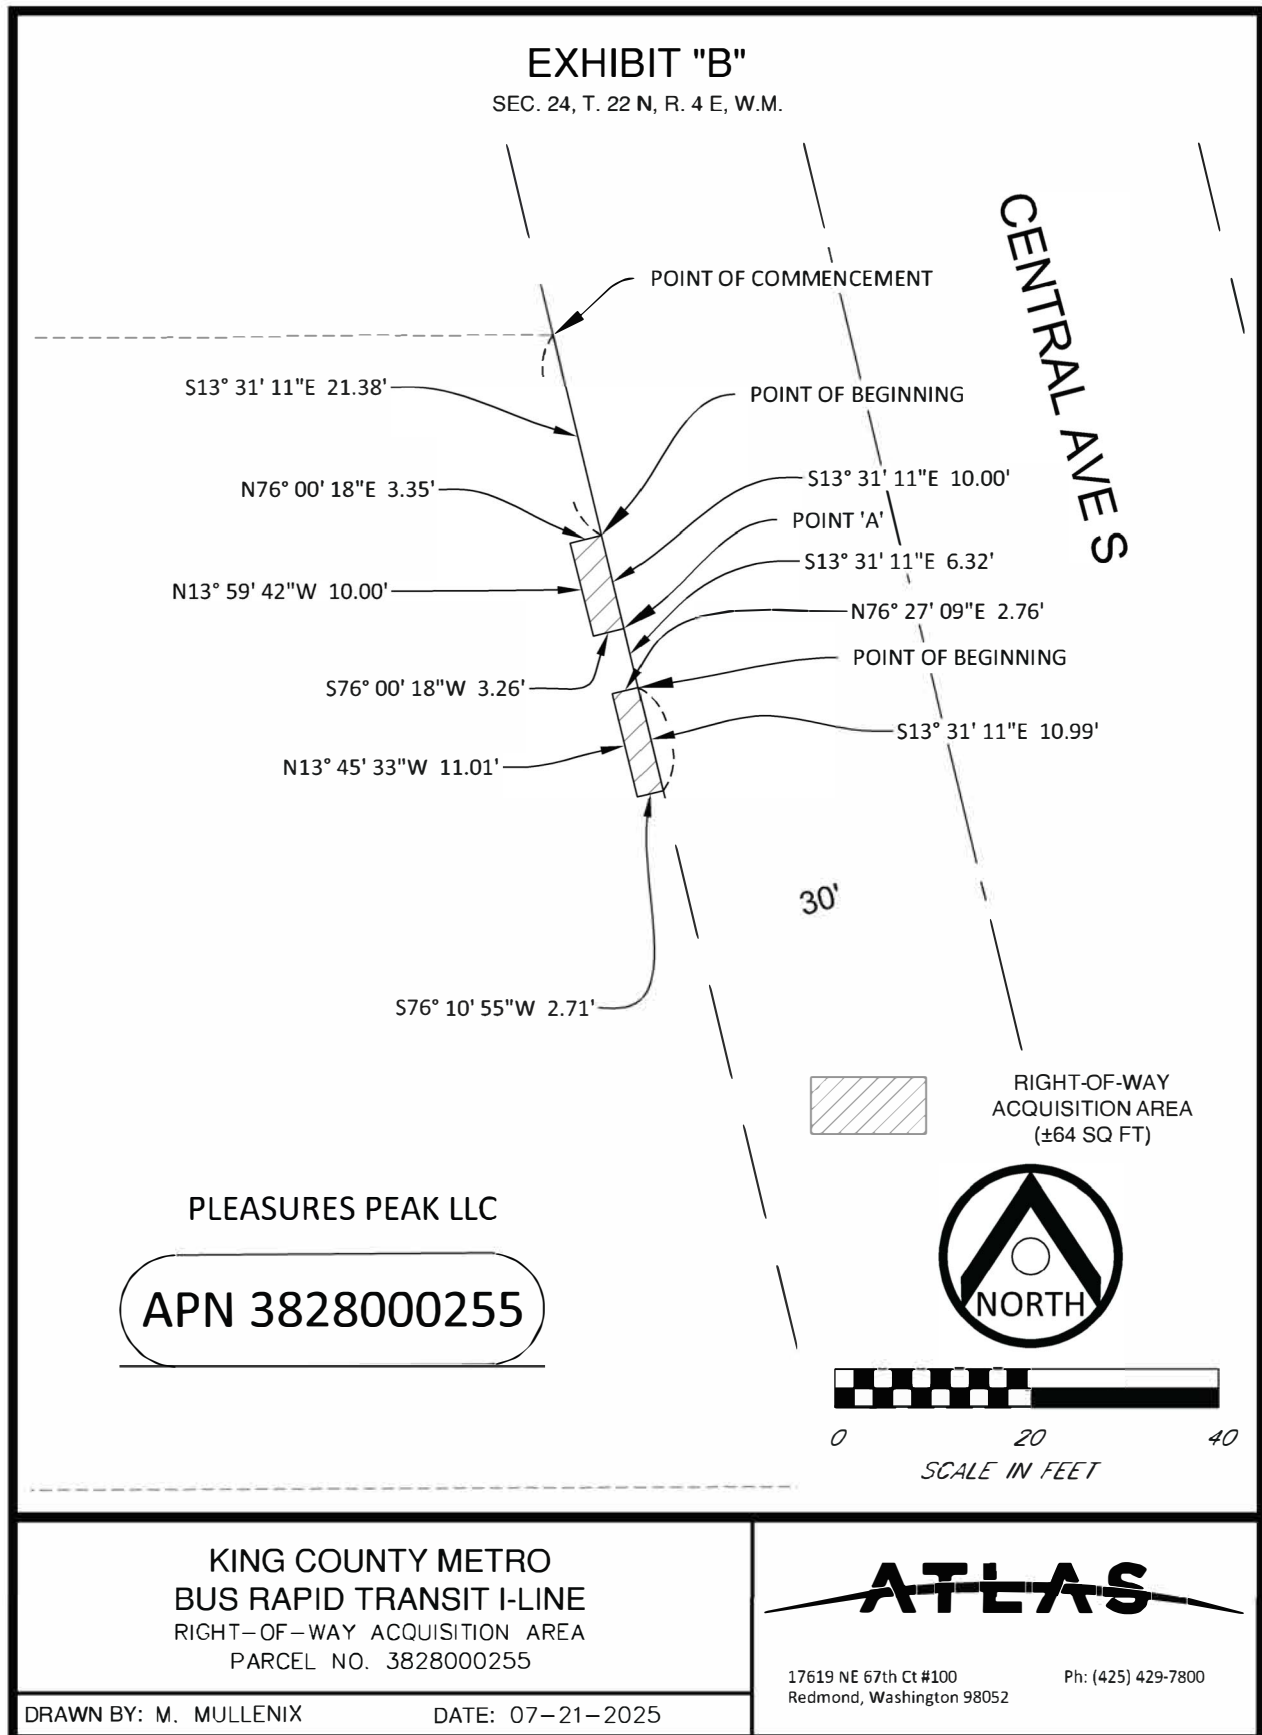 EXHIBIT "B"
SEC. 24, T. 22 N, R. 4 E, W.M.
CENTRAL AVE S
POINT OF COMMENCEMENT
S13° 31' 11"E 21.38'
POINT OF BEGINNING
N76° 00' 18"E 3.35'
S13° 31' 11"E 10.00'
POINT 'A'
S13° 31' 11"E 6.32'
N13° 59' 42"W 10.00'
N76° 27' 09"E 2.76'
POINT OF BEGINNING
S76° 00' 18"W 3.26'
S13° 31' 11"E 10.99'
N13° 45' 33"W 11.01'
30'
S76° 10' 55"W 2.71'
RIGHT-OF-WAY
ACQUISITION AREA
(±64 SQ FT)
PLEASURES PEAK LLC
APN 3828000255
NORTH
0 20 40
SCALE IN FEET
KING COUNTY METRO
BUS RAPID TRANSIT I-LINE
RIGHT-OF-WAY ACQUISITION AREA
PARCEL NO. 3828000255
DRAWN BY: M. MULLENIX DATE: 07-21-2025
ATLAS
17619 NE 67th Ct #100 Ph: (425) 429-7800
Redmond, Washington 98052